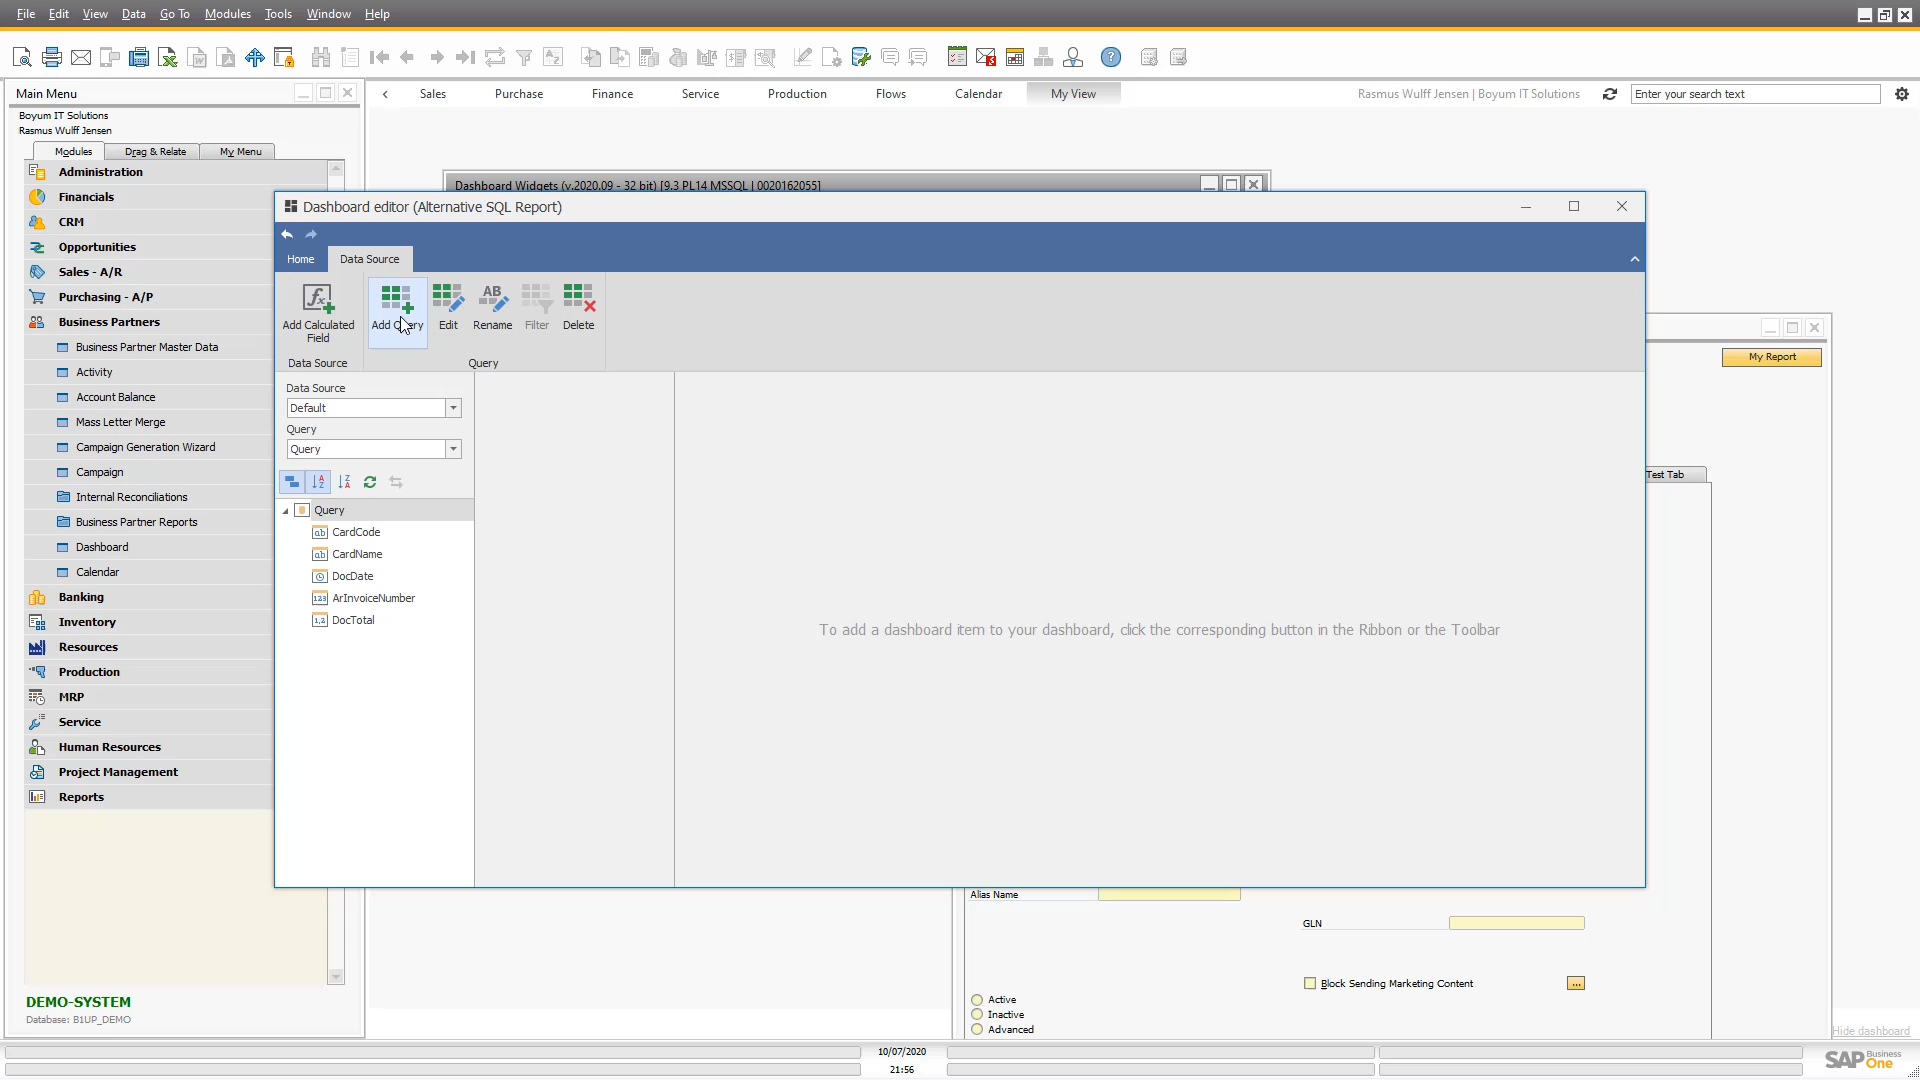 File Edit View Data Go To Modules Tools Window Help
Main Menu
Sales Purchase Finance Service Production Flows Calendar My View
Rasmus Wulff Jensen | Boyum IT Solutions
Enter your search text
Boyum IT Solutions
Rasmus Wulff Jensen
Modules Drag & Relate My Menu
Administration
Financials
CRM
Opportunities
Sales - A/R
Purchasing - A/P
Business Partners
Business Partner Master Data
Activity
Account Balance
Mass Letter Merge
Campaign Generation Wizard
Campaign
Internal Reconciliations
Business Partner Reports
Dashboard
Calendar
Banking
Inventory
Resources
Production
MRP
Service
Human Resources
Project Management
Reports
DEMO-SYSTEM
Database: B1UP_DEMO
Dashboard Widgets (v.2020.09 - 32 bit) [9.3 PL14 MSSQL | 00201620​55]
Dashboard editor (Alternative SQL Report)
Home Data Source
Add Calculated Field
Add Query
Edit
Rename
Filter
Delete
Data Source
Query
Data Source
Default
Query
Query
Query
CardCode
CardName
DocDate
ArInvoiceNumber
DocTotal
To add a dashboard item to your dashboard, click the corresponding button in the Ribbon or the Toolbar
My Report
Test Tab
Alias Name
GLN
Block Sending Marketing Content
...
Active
Inactive
Advanced
Hide dashboard
10/07/2020
21:56
SAP Business One